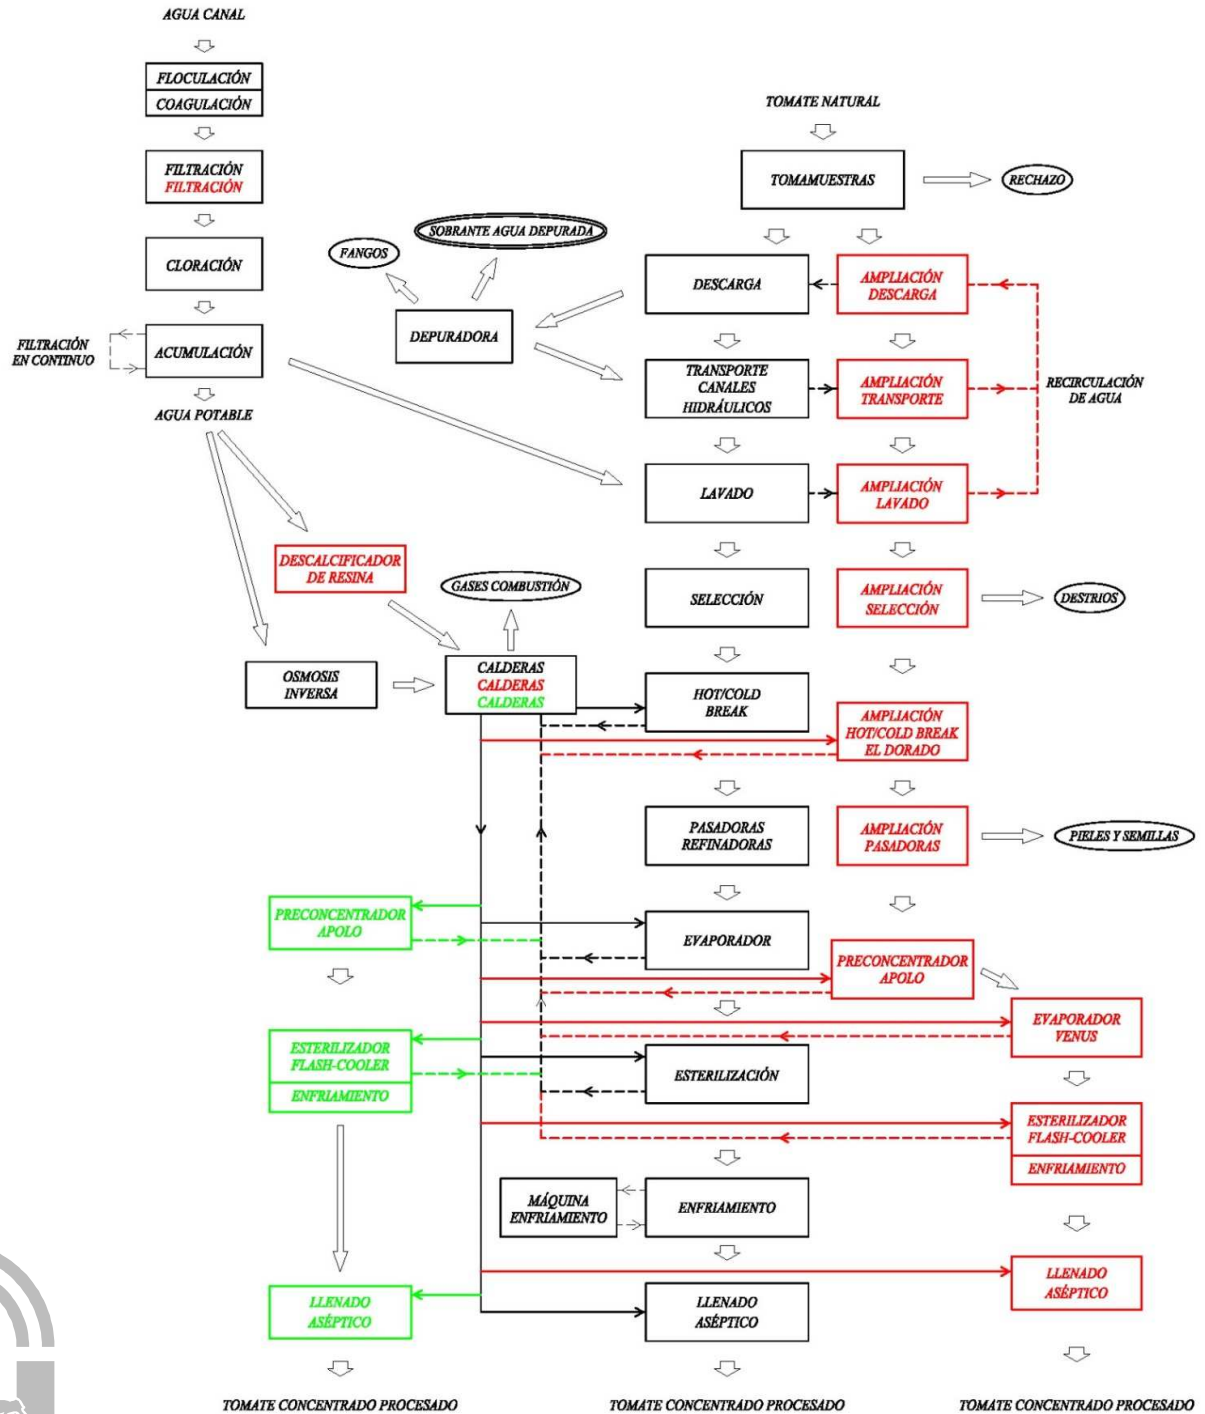 AGUA CANAL
FLOCULACIÓN
COAGULACIÓN
FILTRACIÓN
FILTRACIÓN
CLORACIÓN
FILTRACIÓN
EN CONTINUO
ACUMULACIÓN
AGUA POTABLE
TOMATE NATURAL
TOMAMUESTRAS
RECHAZO
SOBRANTE AGUA DEPURADA
FANGOS
DEPURADORA
DESCARGA
AMPLIACIÓN
DESCARGA
TRANSPORTE
CANALES
HIDRÁULICOS
AMPLIACIÓN
TRANSPORTE
RECIRCULACIÓN
DE AGUA
LAVADO
AMPLIACIÓN
LAVADO
DESCALCIFICADOR
DE RESINA
GASES COMBUSTIÓN
SELECCIÓN
AMPLIACIÓN
SELECCIÓN
DESTRIOS
OSMOSIS
INVERSA
CALDERAS
CALDERAS
CALDERAS
HOT/COLD
BREAK
AMPLIACIÓN
HOT/COLD BREAK
EL DORADO
PASADORAS
REFINADORAS
AMPLIACIÓN
PASADORAS
PIELES Y SEMILLAS
PRECONCENTRADOR
APOLO
EVAPORADOR
PRECONCENTRADOR
APOLO
EVAPORADOR
VENUS
ESTERILIZADOR
FLASH-COOLER
ENFRIAMIENTO
ESTERILIZACIÓN
ESTERILIZADOR
FLASH-COOLER
ENFRIAMIENTO
MÁQUINA
ENFRIAMIENTO
ENFRIAMIENTO
LLENADO
ASÉPTICO
LLENADO
ASÉPTICO
LLENADO
ASÉPTICO
TOMATE CONCENTRADO PROCESADO
TOMATE CONCENTRADO PROCESADO
TOMATE CONCENTRADO PROCESADO